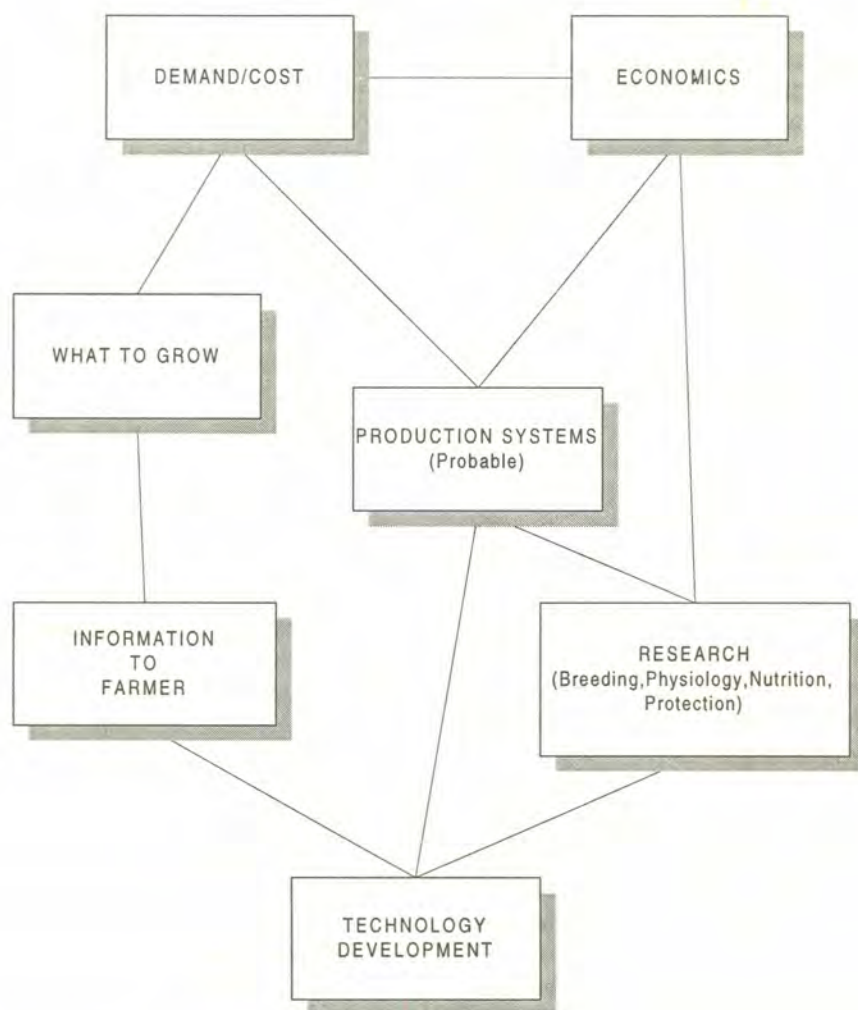 DEMAND/COST
ECONOMICS
WHAT TO GROW
PRODUCTION SYSTEMS
(Probable)
INFORMATION
TO
FARMER
RESEARCH
(Breeding,Physiology,Nutrition,
Protection)
TECHNOLOGY
DEVELOPMENT